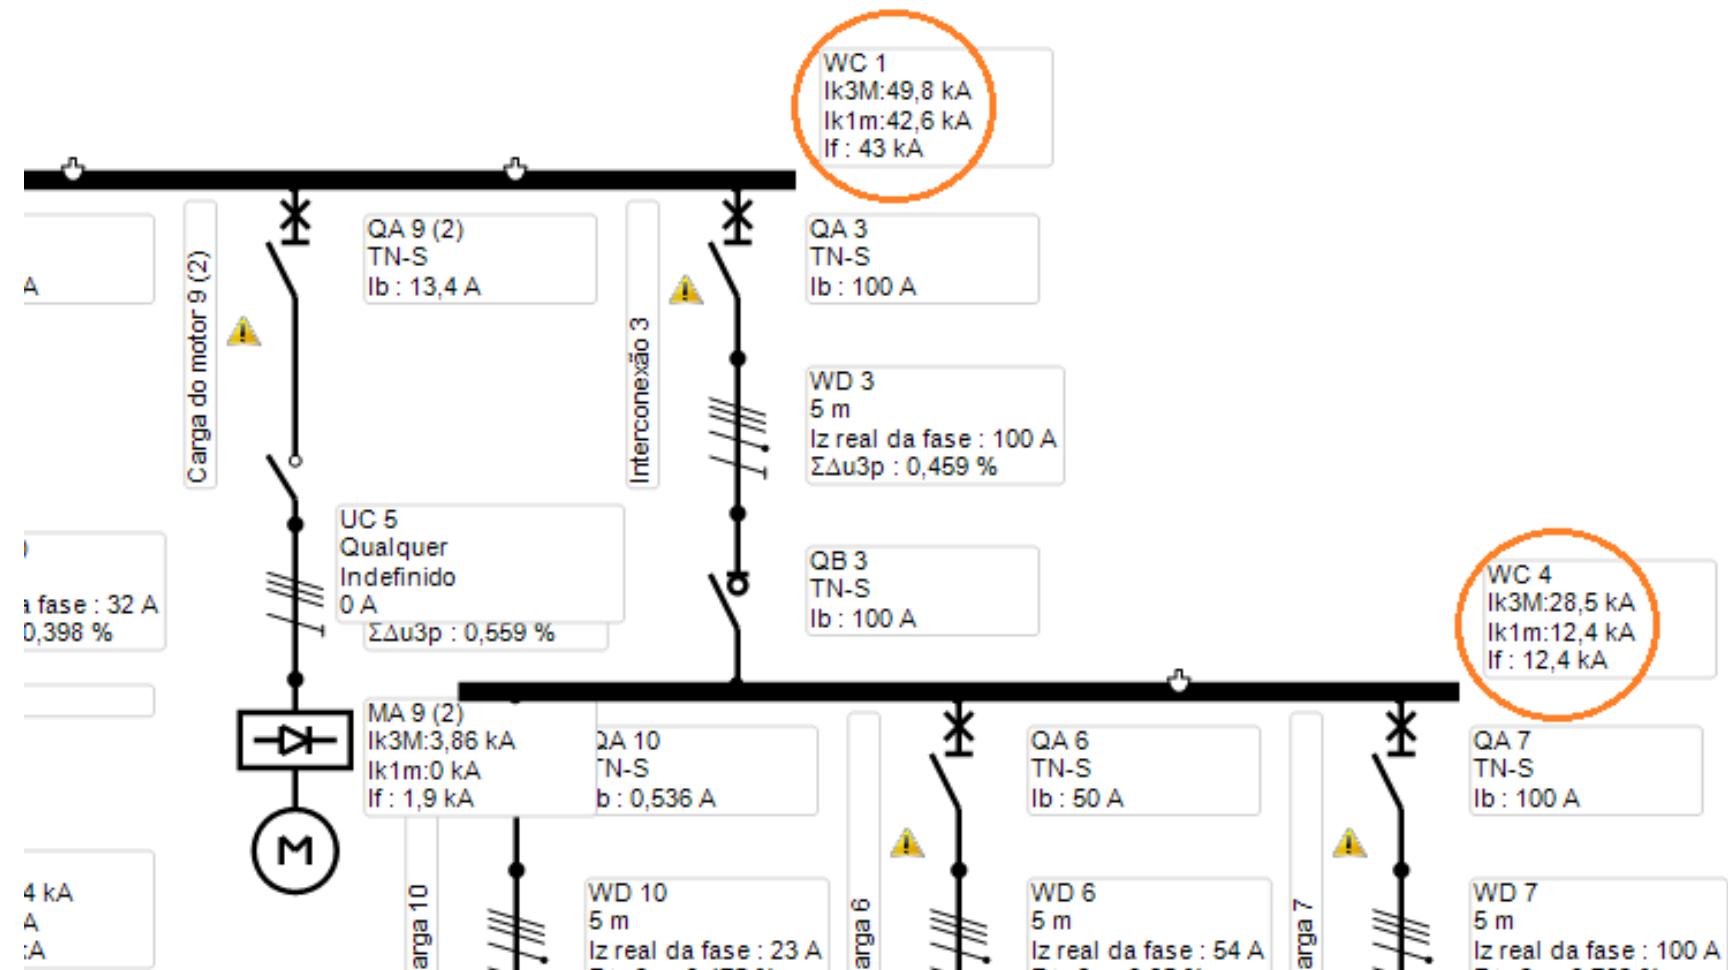 WC 1
Ik3M:49,8 kA
Ik1m:42,6 kA
If : 43 kA
A
Carga do motor 9 (2)
QA 9 (2)
TN-S
Ib : 13,4 A
Interconexão 3
QA 3
TN-S
Ib : 100 A
WD 3
5 m
Iz real da fase : 100 A
ΣΔu3p : 0,459 %
UC 5
Qualquer
Indefinido
0 A
ΣΔu3p : 0,559 %
)
a fase : 32 A
0,398 %
QB 3
TN-S
Ib : 100 A
WC 4
Ik3M:28,5 kA
Ik1m:12,4 kA
If : 12,4 kA
MA 9 (2)
Ik3M:3,86 kA
Ik1m:0 kA
If : 1,9 kA
QA 10
TN-S
b : 0,536 A
QA 6
TN-S
Ib : 50 A
QA 7
TN-S
Ib : 100 A
M
4 kA
A
:A
arga 10
WD 10
5 m
Iz real da fase : 23 A
arga 6
WD 6
5 m
Iz real da fase : 54 A
arga 7
WD 7
5 m
Iz real da fase : 100 A